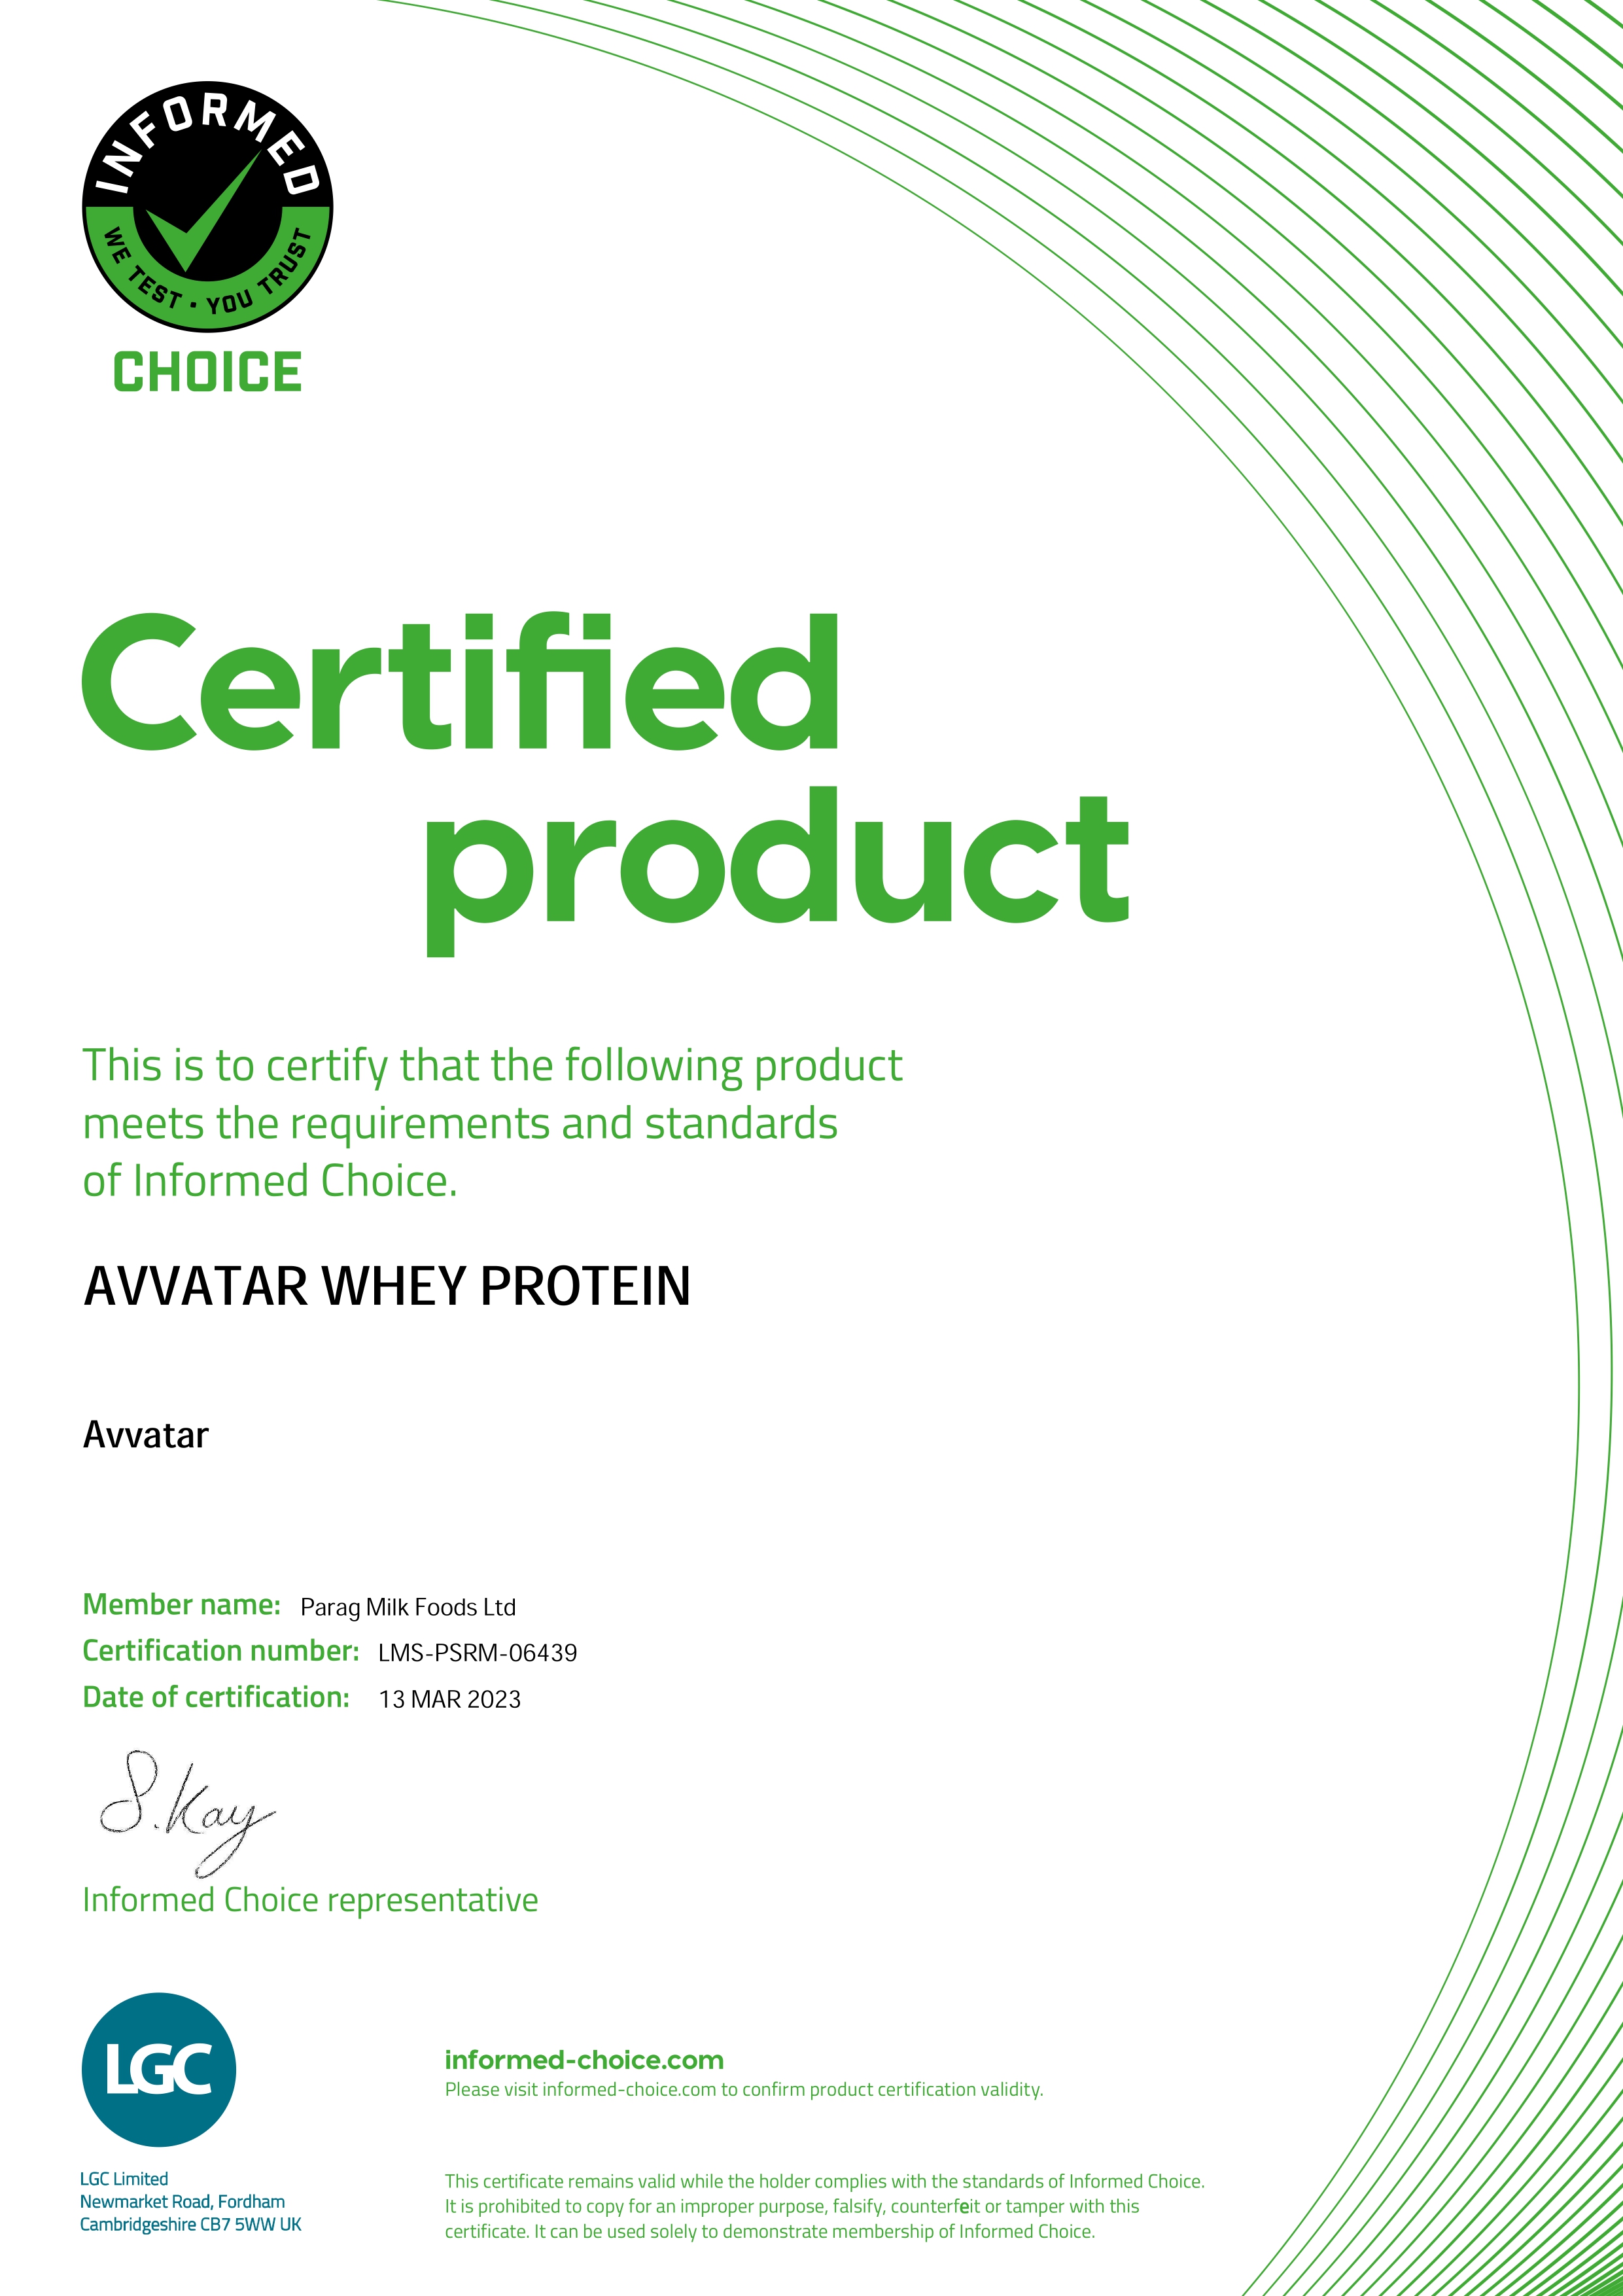 INFORMED
WE TEST · YOU TRUST
CHOICE
Certified
product
This is to certify that the following product
meets the requirements and standards
of Informed Choice.
AVVATAR WHEY PROTEIN
Avvatar
Member name: Parag Milk Foods Ltd
Certification number: LMS-PSRM-06439
Date of certification: 13 MAR 2023
S. Kay
Informed Choice representative
LGC
LGC Limited
Newmarket Road, Fordham
Cambridgeshire CB7 5WW UK
informed-choice.com
Please visit informed-choice.com to confirm product certification validity.
This certificate remains valid while the holder complies with the standards of Informed Choice.
It is prohibited to copy for an improper purpose, falsify, counterfeit or tamper with this
certificate. It can be used solely to demonstrate membership of Informed Choice.